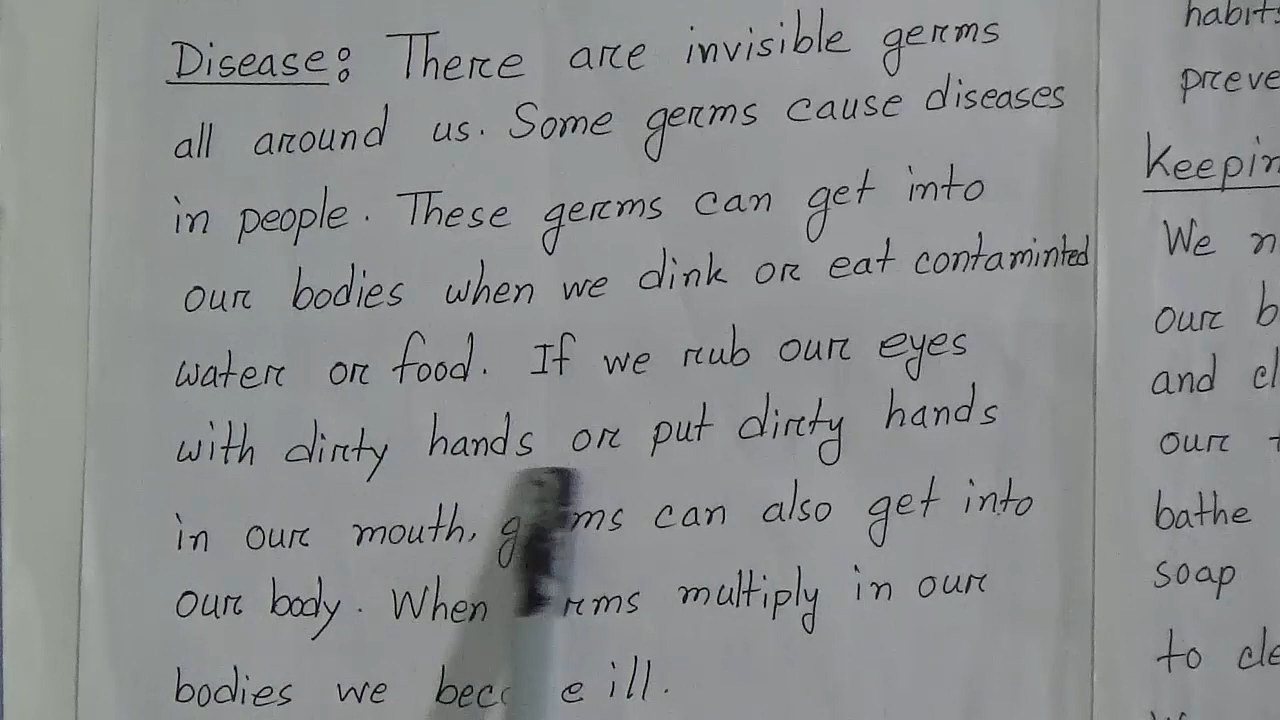 Disease: There are invisible germs
all around us. Some germs cause diseases
in people. These germs can get into
our bodies when we dink or eat contaminted
water or food. If we rub our eyes
with dirty hands or put dirty hands
in our mouth, can also get into
our body. When multiply in our
bodies we ill.
habits
Keepin
We
our b
and cl
our
bathe
soap
to cle